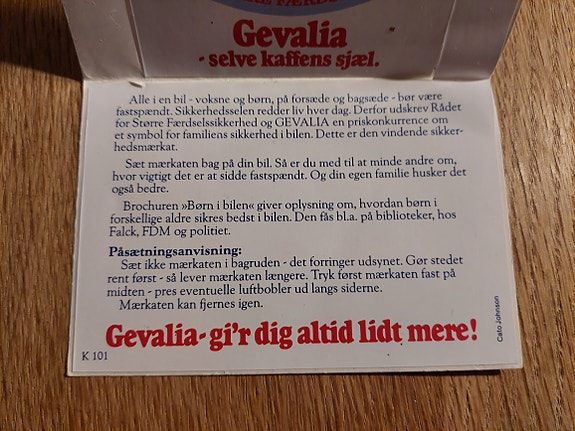 Gevalia
- selve kaffens sjæl.
Alle i en bil - voksne og børn, på forsæde og bagsæde - bør være
fastspændt. Sikkerhedsselen redder liv hver dag. Derfor udskrev Rådet
for Større Færdselssikkerhed og GEVALIA en priskonkurrence om
et symbol for familiens sikkerhed i bilen. Dette er den vindende sikker-
hedsmærkat.
Sæt mærkaten bag på din bil. Så er du med til at minde andre om,
hvor vigtigt det er at sidde fastspændt. Og din egen familie husker det
også bedre.
Brochuren »Børn i bilen« giver oplysning om, hvordan børn i
forskellige aldre sikres bedst i bilen. Den fås bl.a. på biblioteker, hos
Falck, FDM og politiet.
Påsætningsanvisning:
Sæt ikke mærkaten i bagruden - det forringer udsynet. Gør stedet
rent først - så lever mærkaten længere. Tryk først mærkaten fast på
midten - pres eventuelle luftbobler ud langs siderne.
Mærkaten kan fjernes igen.
Gevalia - gi'r dig altid lidt mere!
K 101
Cato Johnson